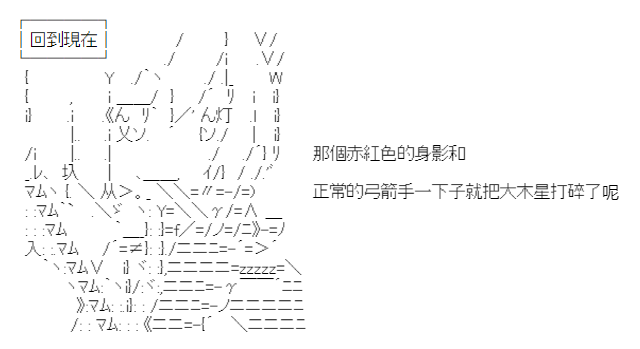 回到現在
那個赤紅色的身影和
正常的弓箭手一下子就把大木星打碎了呢